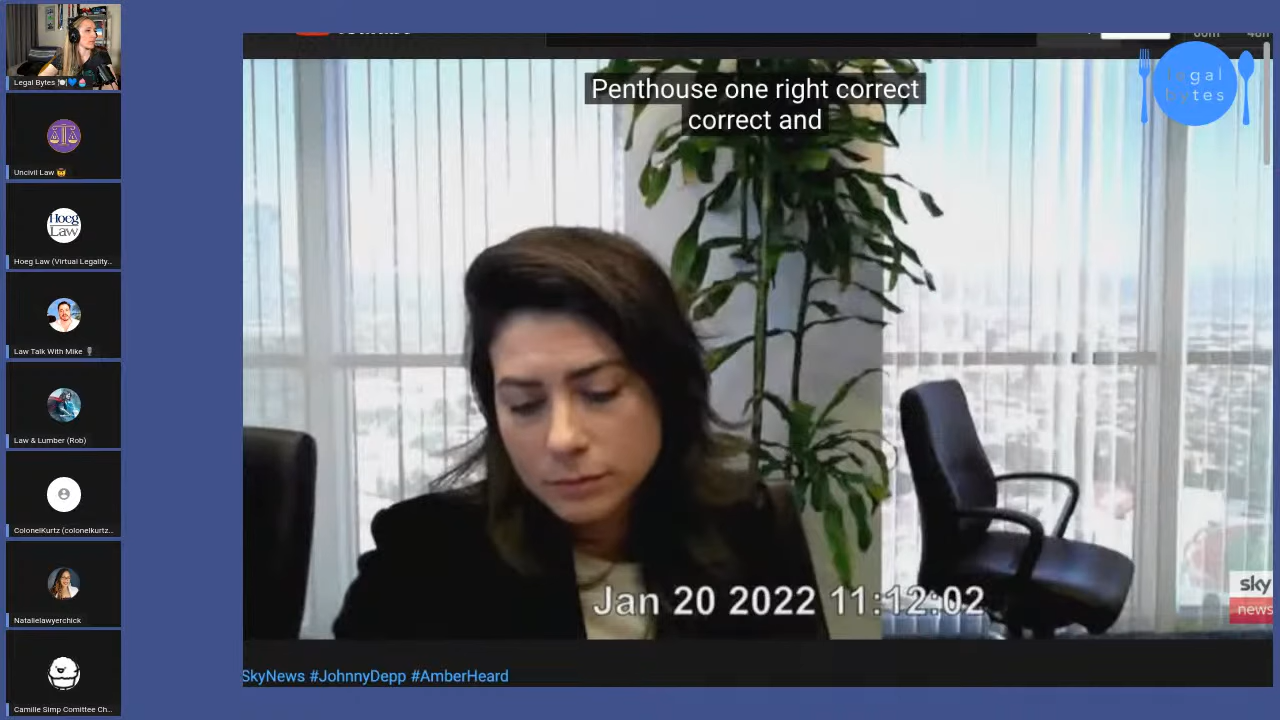 Legal Bytes
Uncivil Law
Hoeg
Law
Hoeg Law (Virtual Legality..
Law Talk With Mike
Law & Lumber (Rob)
ColonelKurtz (colonelkurtz..
Natalielawyerchick
Camille Simp Comittee Ch...
Penthouse one right correct
correct and
legal
bytes
Jan 20 2022 11:12:02
sky
news
SkyNews #JohnnyDepp #AmberHeard